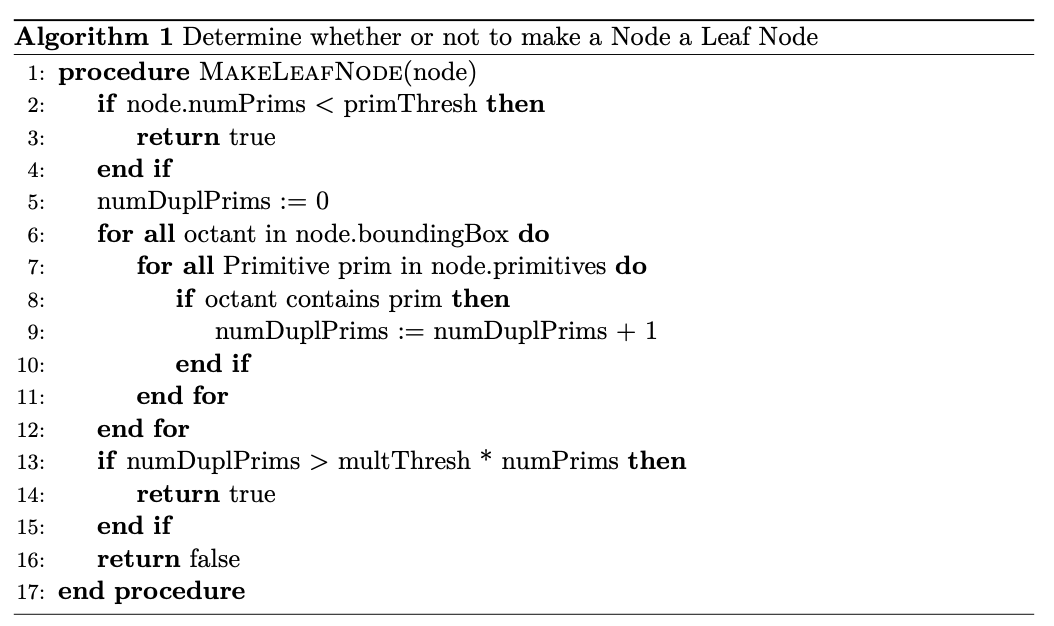 Algorithm 1 Determine whether or not to make a Node a Leaf Node
1: procedure MAKELEAFNODE(node)
2: if node.numPrims < primThresh then
3: return true
4: end if
5: numDuplPrims := 0
6: for all octant in node.boundingBox do
7: for all Primitive prim in node.primitives do
8: if octant contains prim then
9: numDuplPrims := numDuplPrims + 1
10: end if
11: end for
12: end for
13: if numDuplPrims > multThresh * numPrims then
14: return true
15: end if
16: return false
17: end procedure